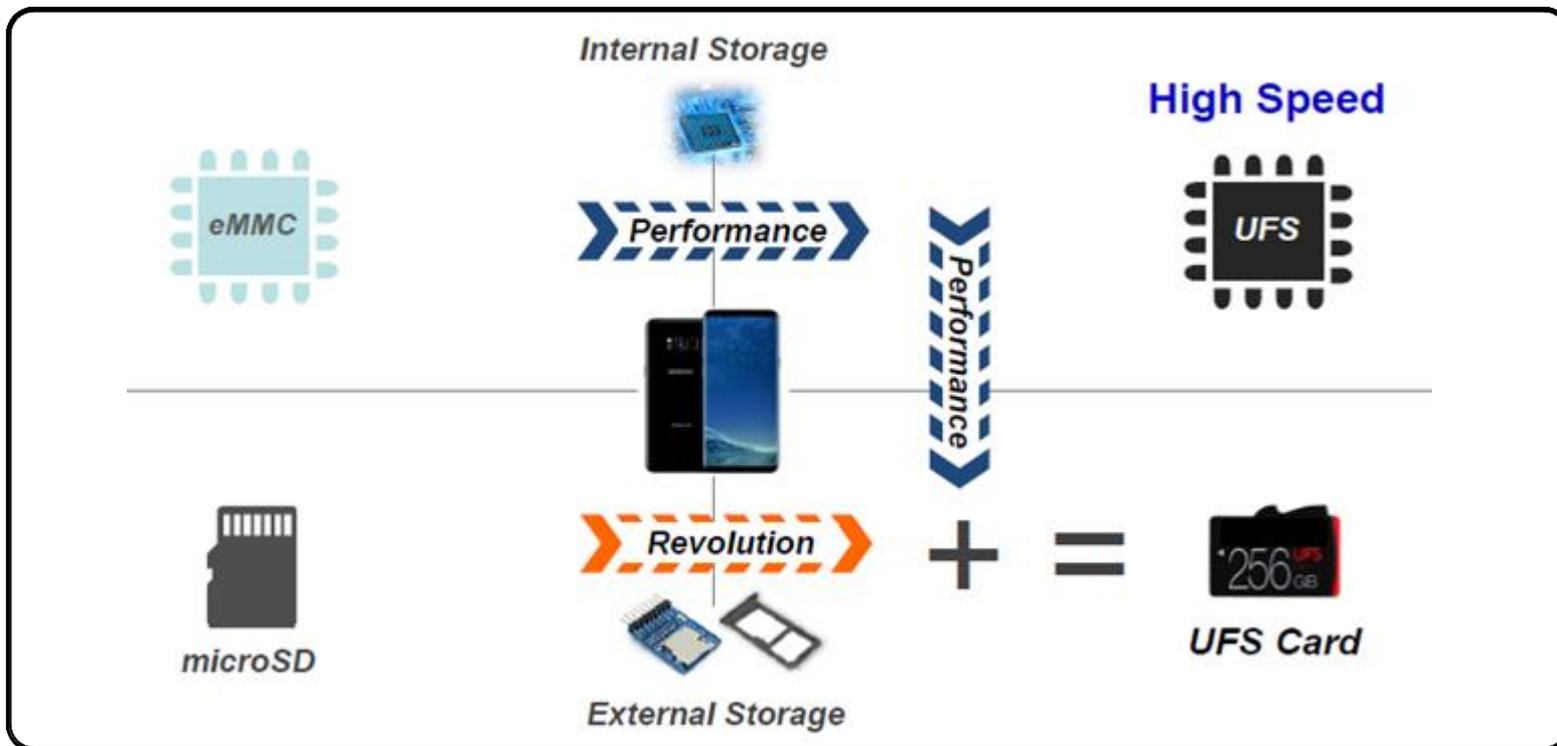 Internal Storage
High Speed
eMMC
Performance
UFS
Performance
Revolution
+ =
256 UFS
GB
microSD
UFS Card
External Storage